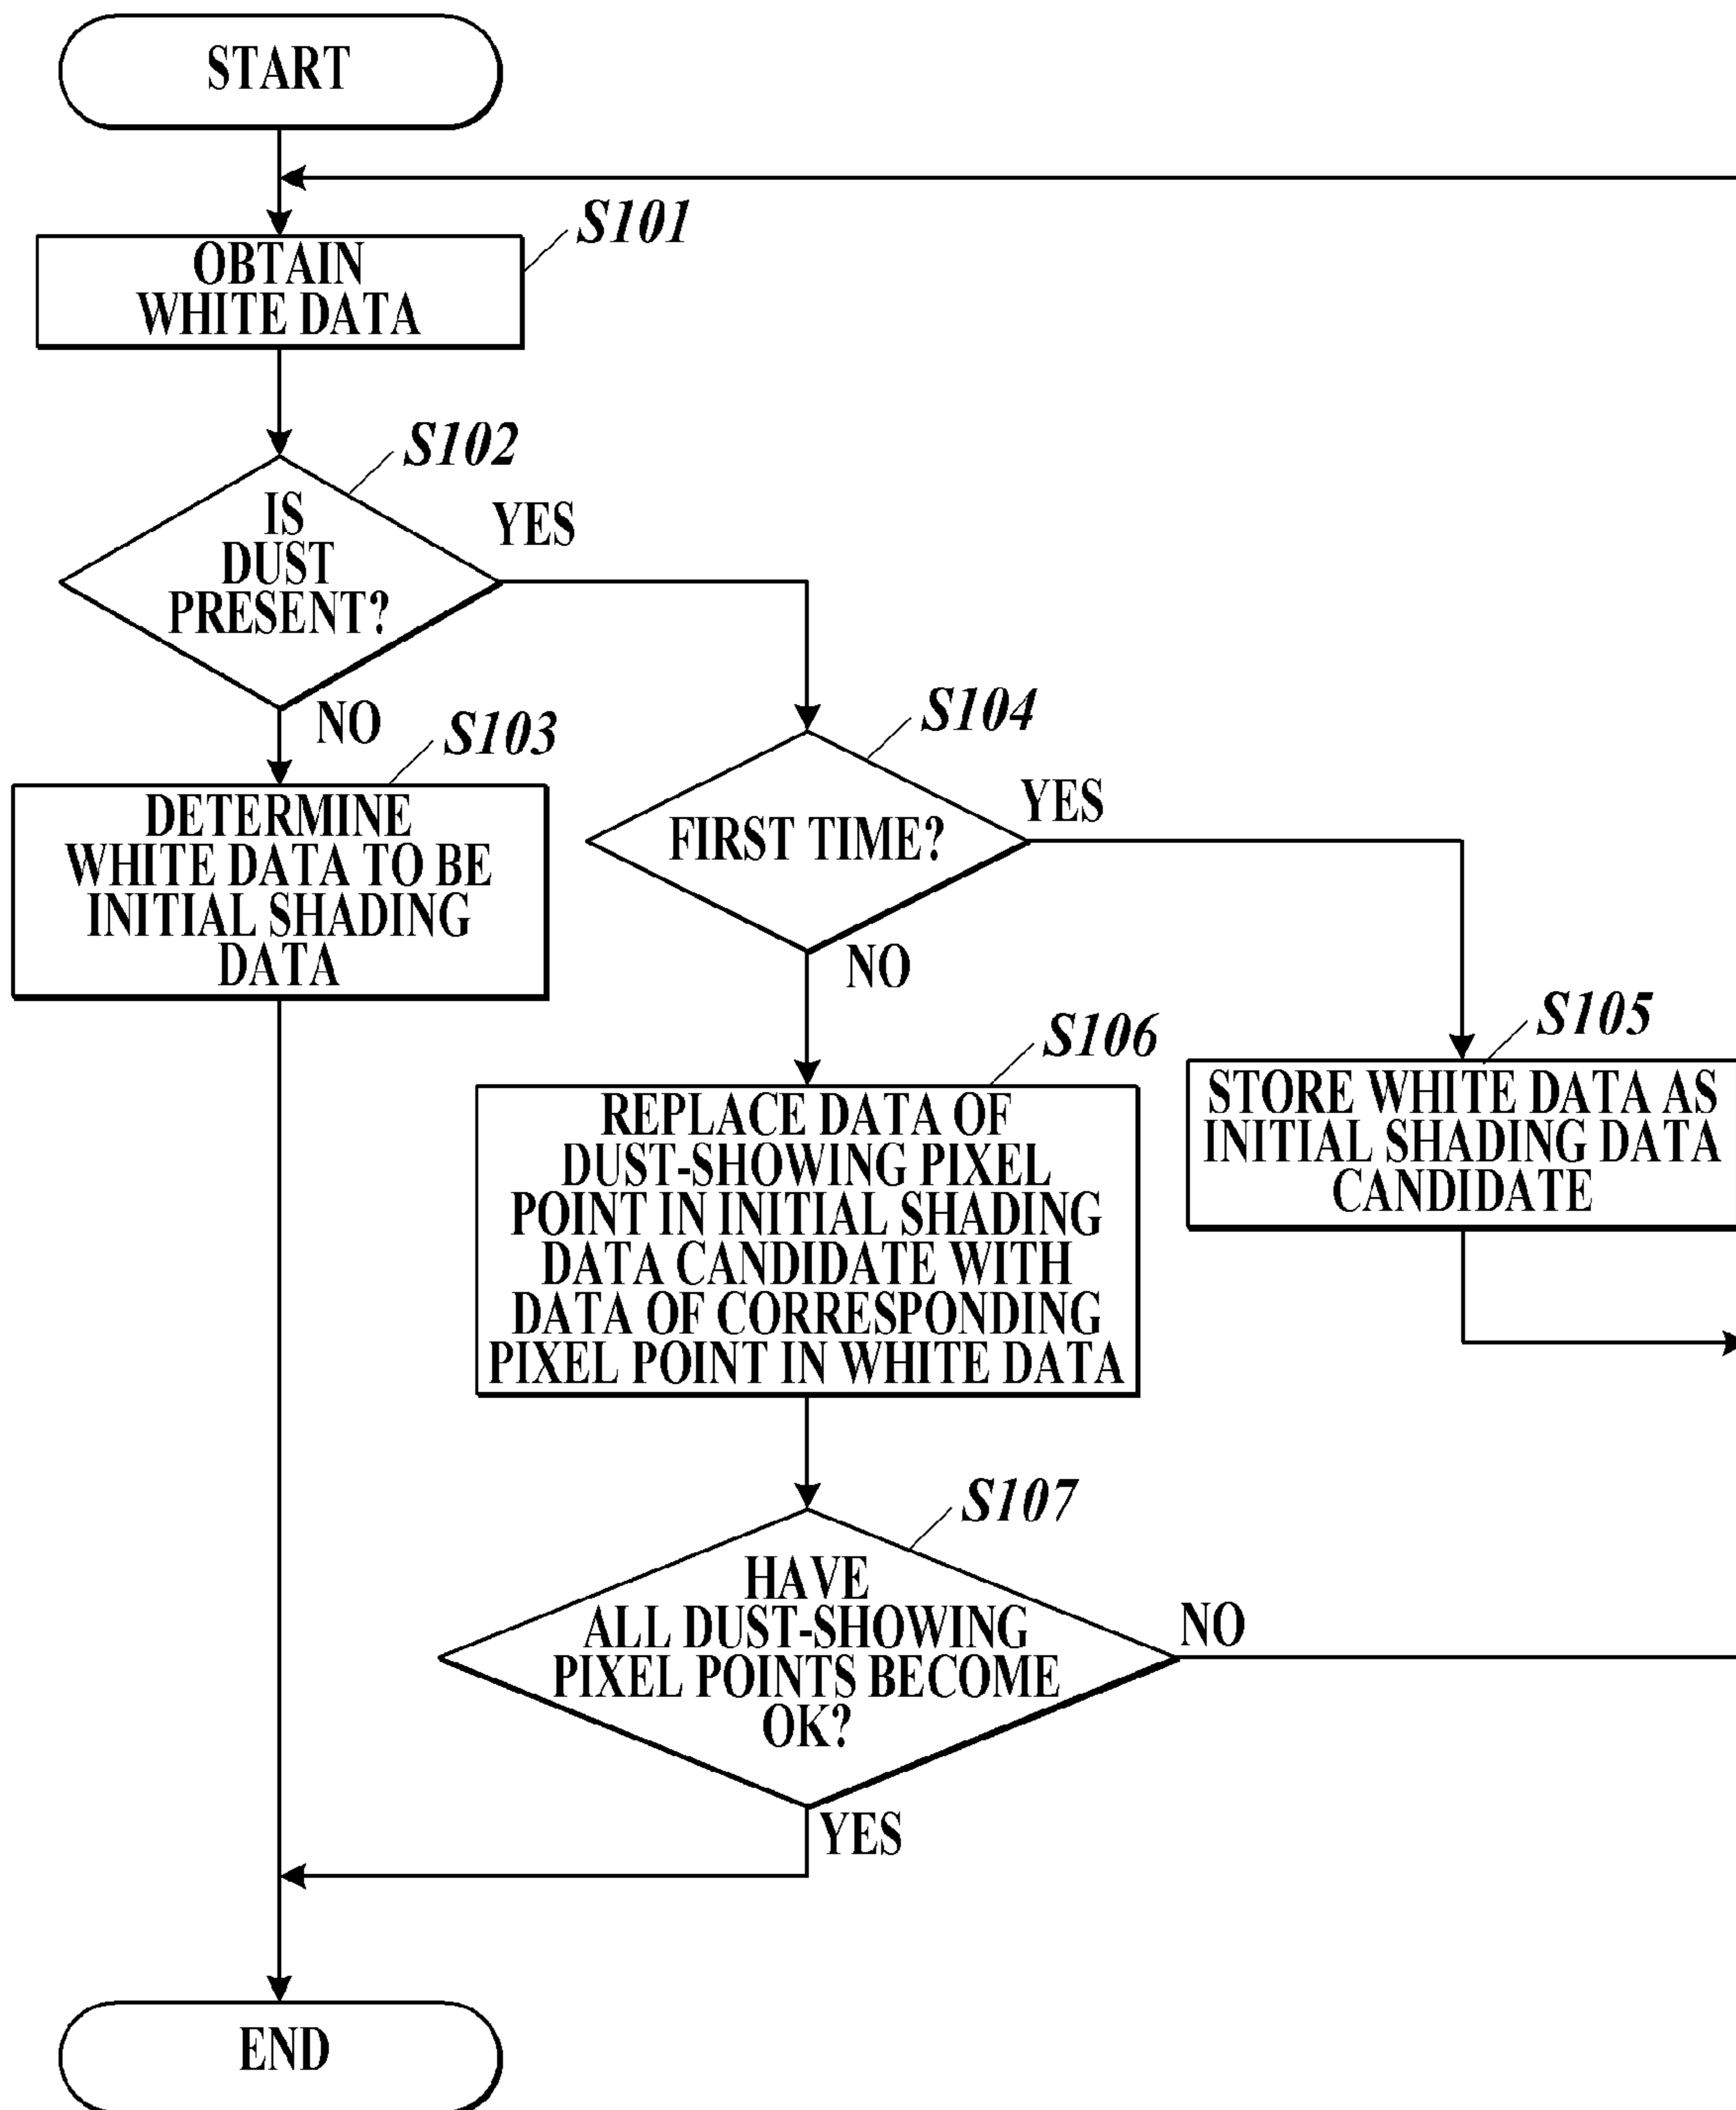 START
S101
OBTAIN
WHITE DATA
S102
IS
DUST
PRESENT?
YES
NO
S103
DETERMINE
WHITE DATA TO BE
INITIAL SHADING
DATA
S104
FIRST TIME?
YES
NO
S105
STORE WHITE DATA AS
INITIAL SHADING DATA
CANDIDATE
S106
REPLACE DATA OF
DUST-SHOWING PIXEL
POINT IN INITIAL SHADING
DATA CANDIDATE WITH
DATA OF CORRESPONDING
PIXEL POINT IN WHITE DATA
S107
HAVE
ALL DUST-SHOWING
PIXEL POINTS BECOME
OK?
NO
YES
END